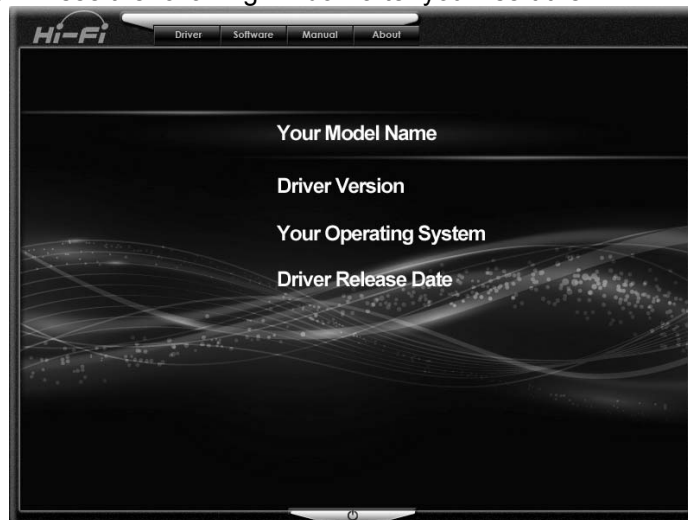 Hi-Fi
Driver Software Manual About
Your Model Name
Driver Version
Your Operating System
Driver Release Date